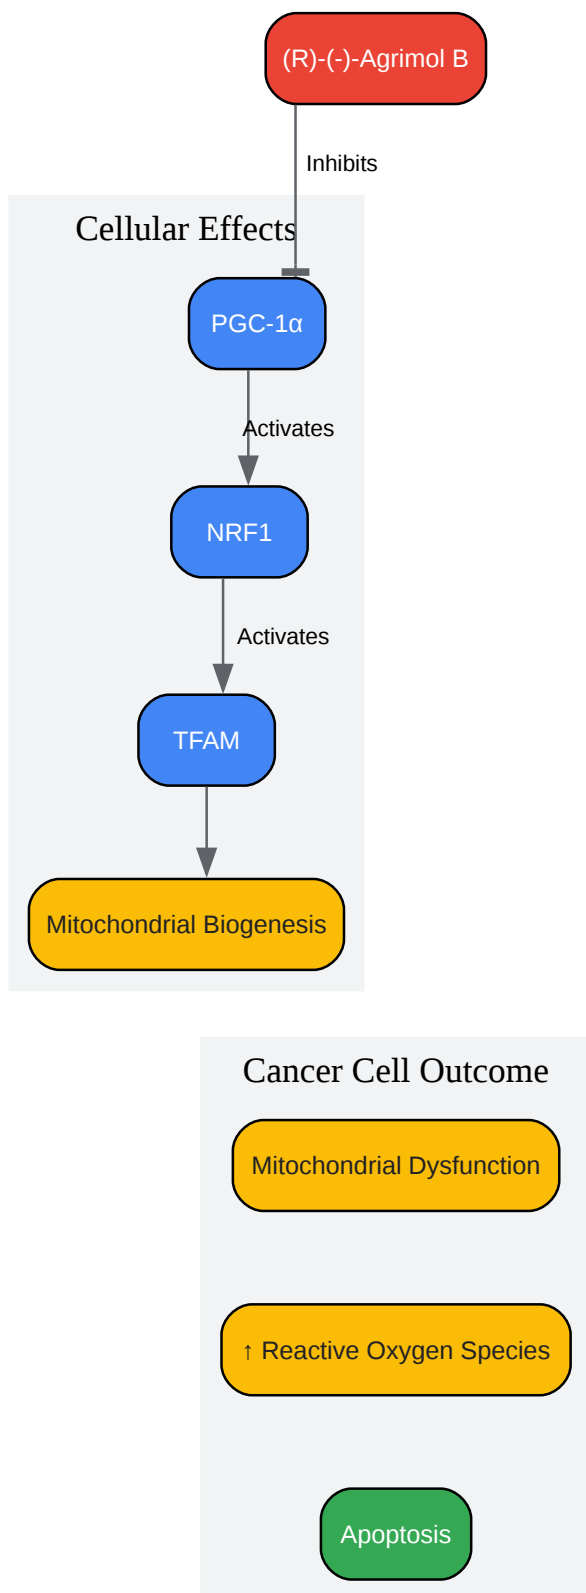 (R)-(-)-Agrimol B
Inhibits
Cellular Effects
PGC-1α
Activates
NRF1
Activates
TFAM
Mitochondrial Biogenesis
Cancer Cell Outcome
Mitochondrial Dysfunction
↑ Reactive Oxygen Species
Apoptosis